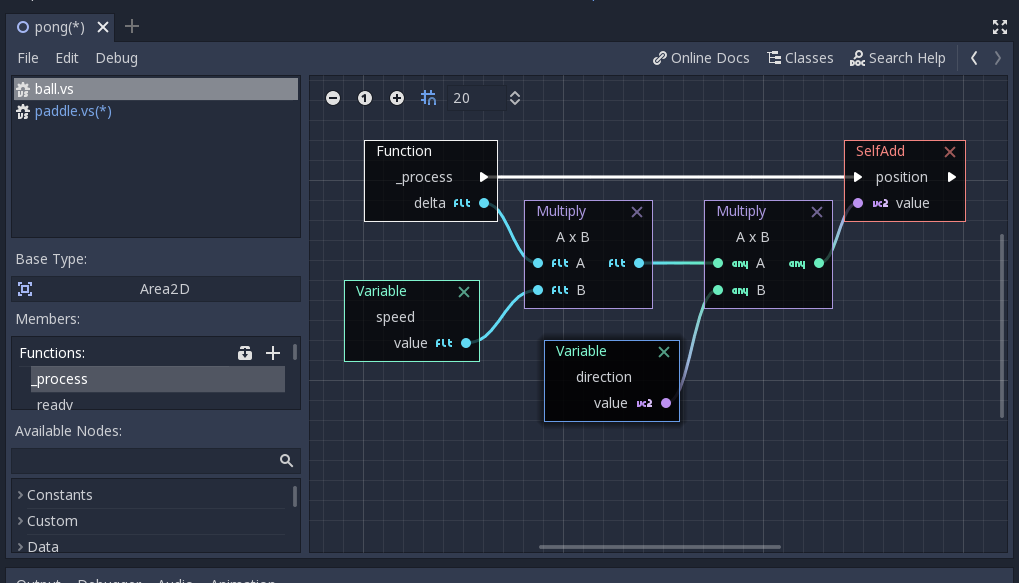 pong(*)
File Edit Debug Online Docs Classes Search Help
ball.vs
paddle.vs(*)
1 20
Function
_process
delta flt
SelfAdd
position
vc2 value
Multiply
A x B
flt A flt
flt B
Multiply
A x B
any A any
any B
Variable
speed
value flt
Variable
direction
value vc2
Base Type:
Area2D
Members:
Functions:
_process
_ready
Available Nodes:
Constants
Custom
Data
Output Debugger Audio Animation